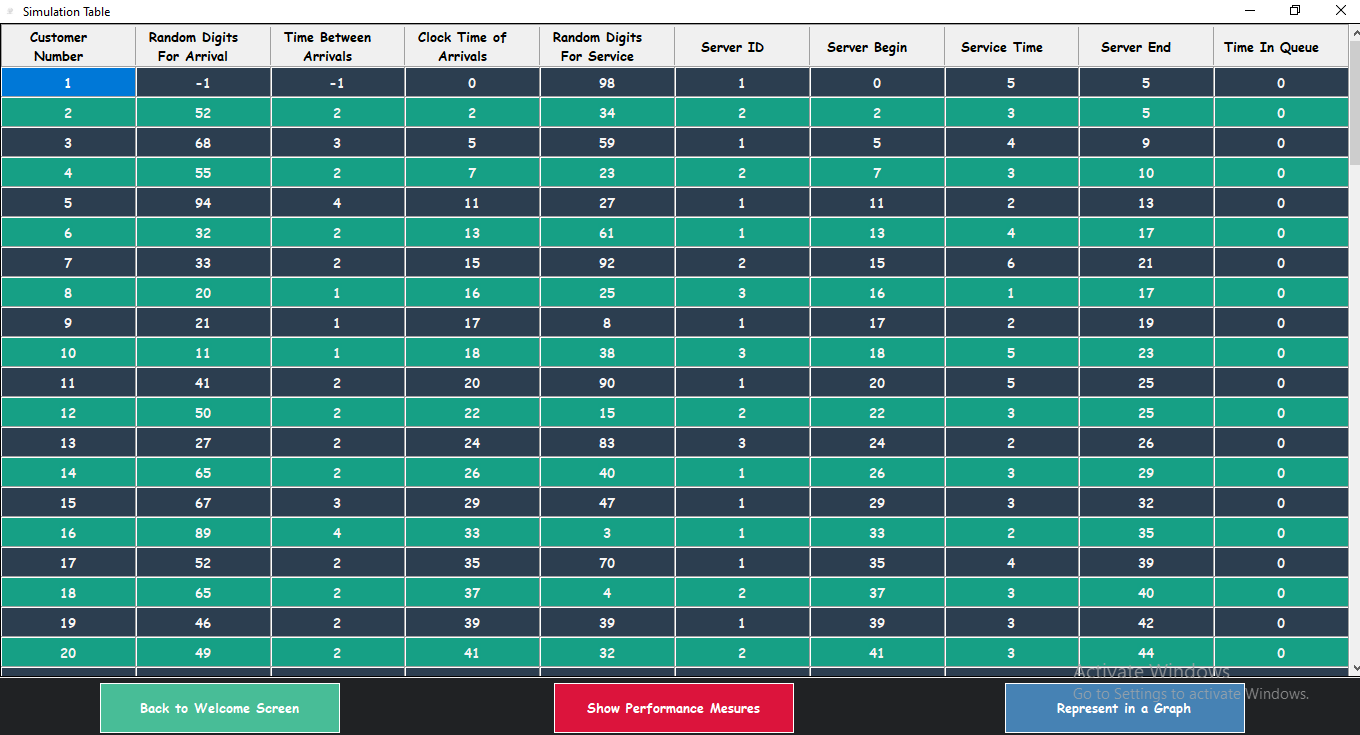 Simulation Table
Customer Number Random Digits For Arrival Time Between Arrivals Clock Time of Arrivals Random Digits For Service Server ID Server Begin Service Time Server End Time In Queue
1 -1 -1 0 98 1 0 5 5 0
2 52 2 2 34 2 2 3 5 0
3 68 3 5 59 1 5 4 9 0
4 55 2 7 23 2 7 3 10 0
5 94 4 11 27 1 11 2 13 0
6 32 2 13 61 1 13 4 17 0
7 33 2 15 92 2 15 6 21 0
8 20 1 16 25 3 16 1 17 0
9 21 1 17 8 1 17 2 19 0
10 11 1 18 38 3 18 5 23 0
11 41 2 20 90 1 20 5 25 0
12 50 2 22 15 2 22 3 25 0
13 27 2 24 83 3 24 2 26 0
14 65 2 26 40 1 26 3 29 0
15 67 3 29 47 1 29 3 32 0
16 89 4 33 3 1 33 2 35 0
17 52 2 35 70 1 35 4 39 0
18 65 2 37 4 2 37 3 40 0
19 46 2 39 39 1 39 3 42 0
20 49 2 41 32 2 41 3 44 0
Activate Windows
Go to Settings to activate Windows.
Back to Welcome Screen Show Performance Mesures Represent in a Graph